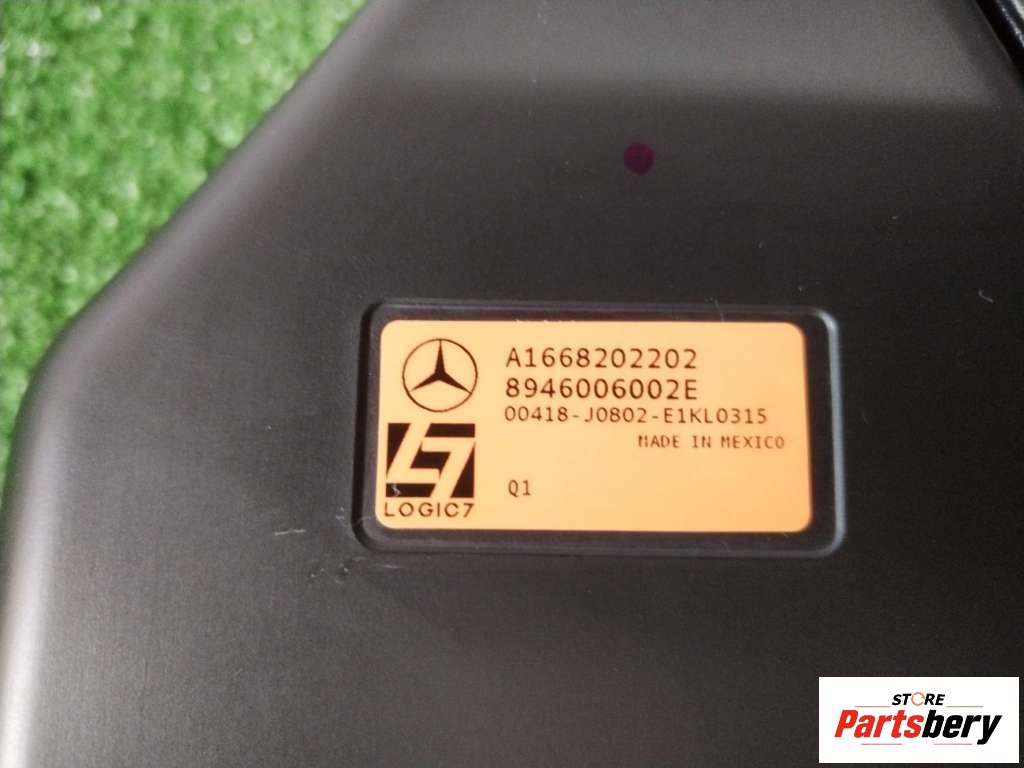 A1668202202
8946006002E
00418-J0802-E1KL0315
MADE IN MEXICO
Q1
L7
LOGIC7
STORE
Partsbery